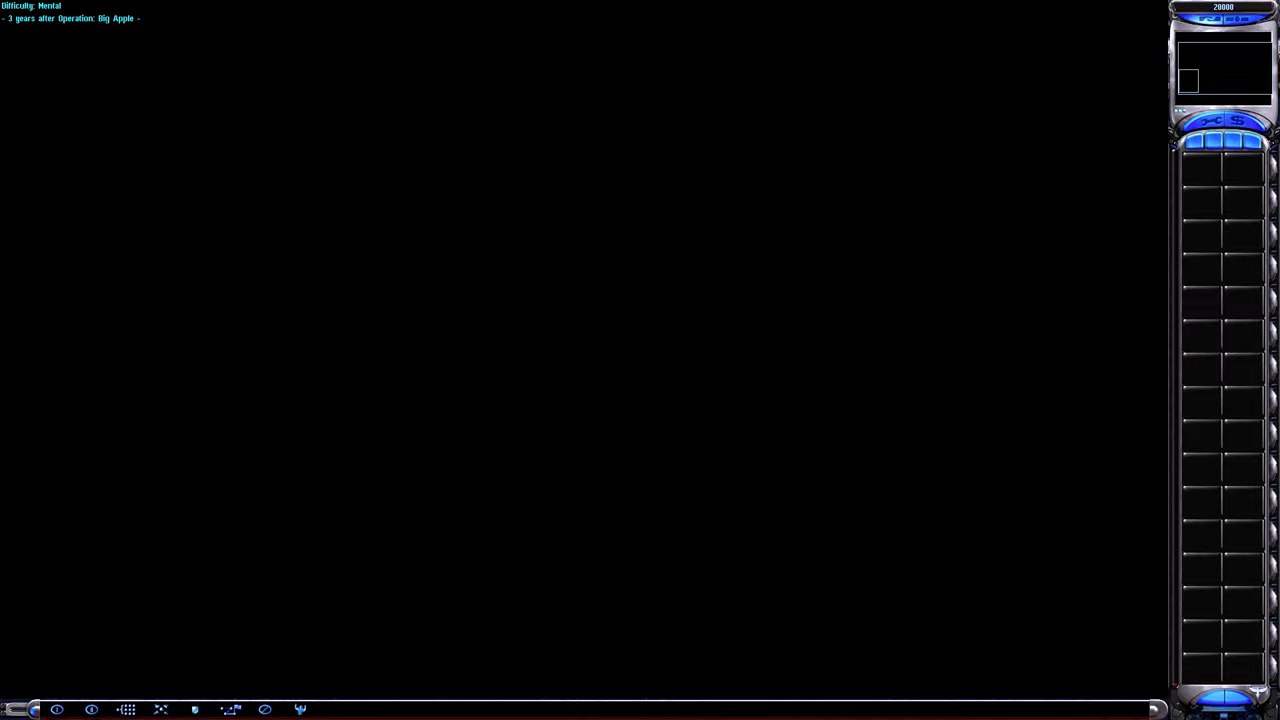 Difficulty: Mental
- 3 years after Operation: Big Apple -
20000
$